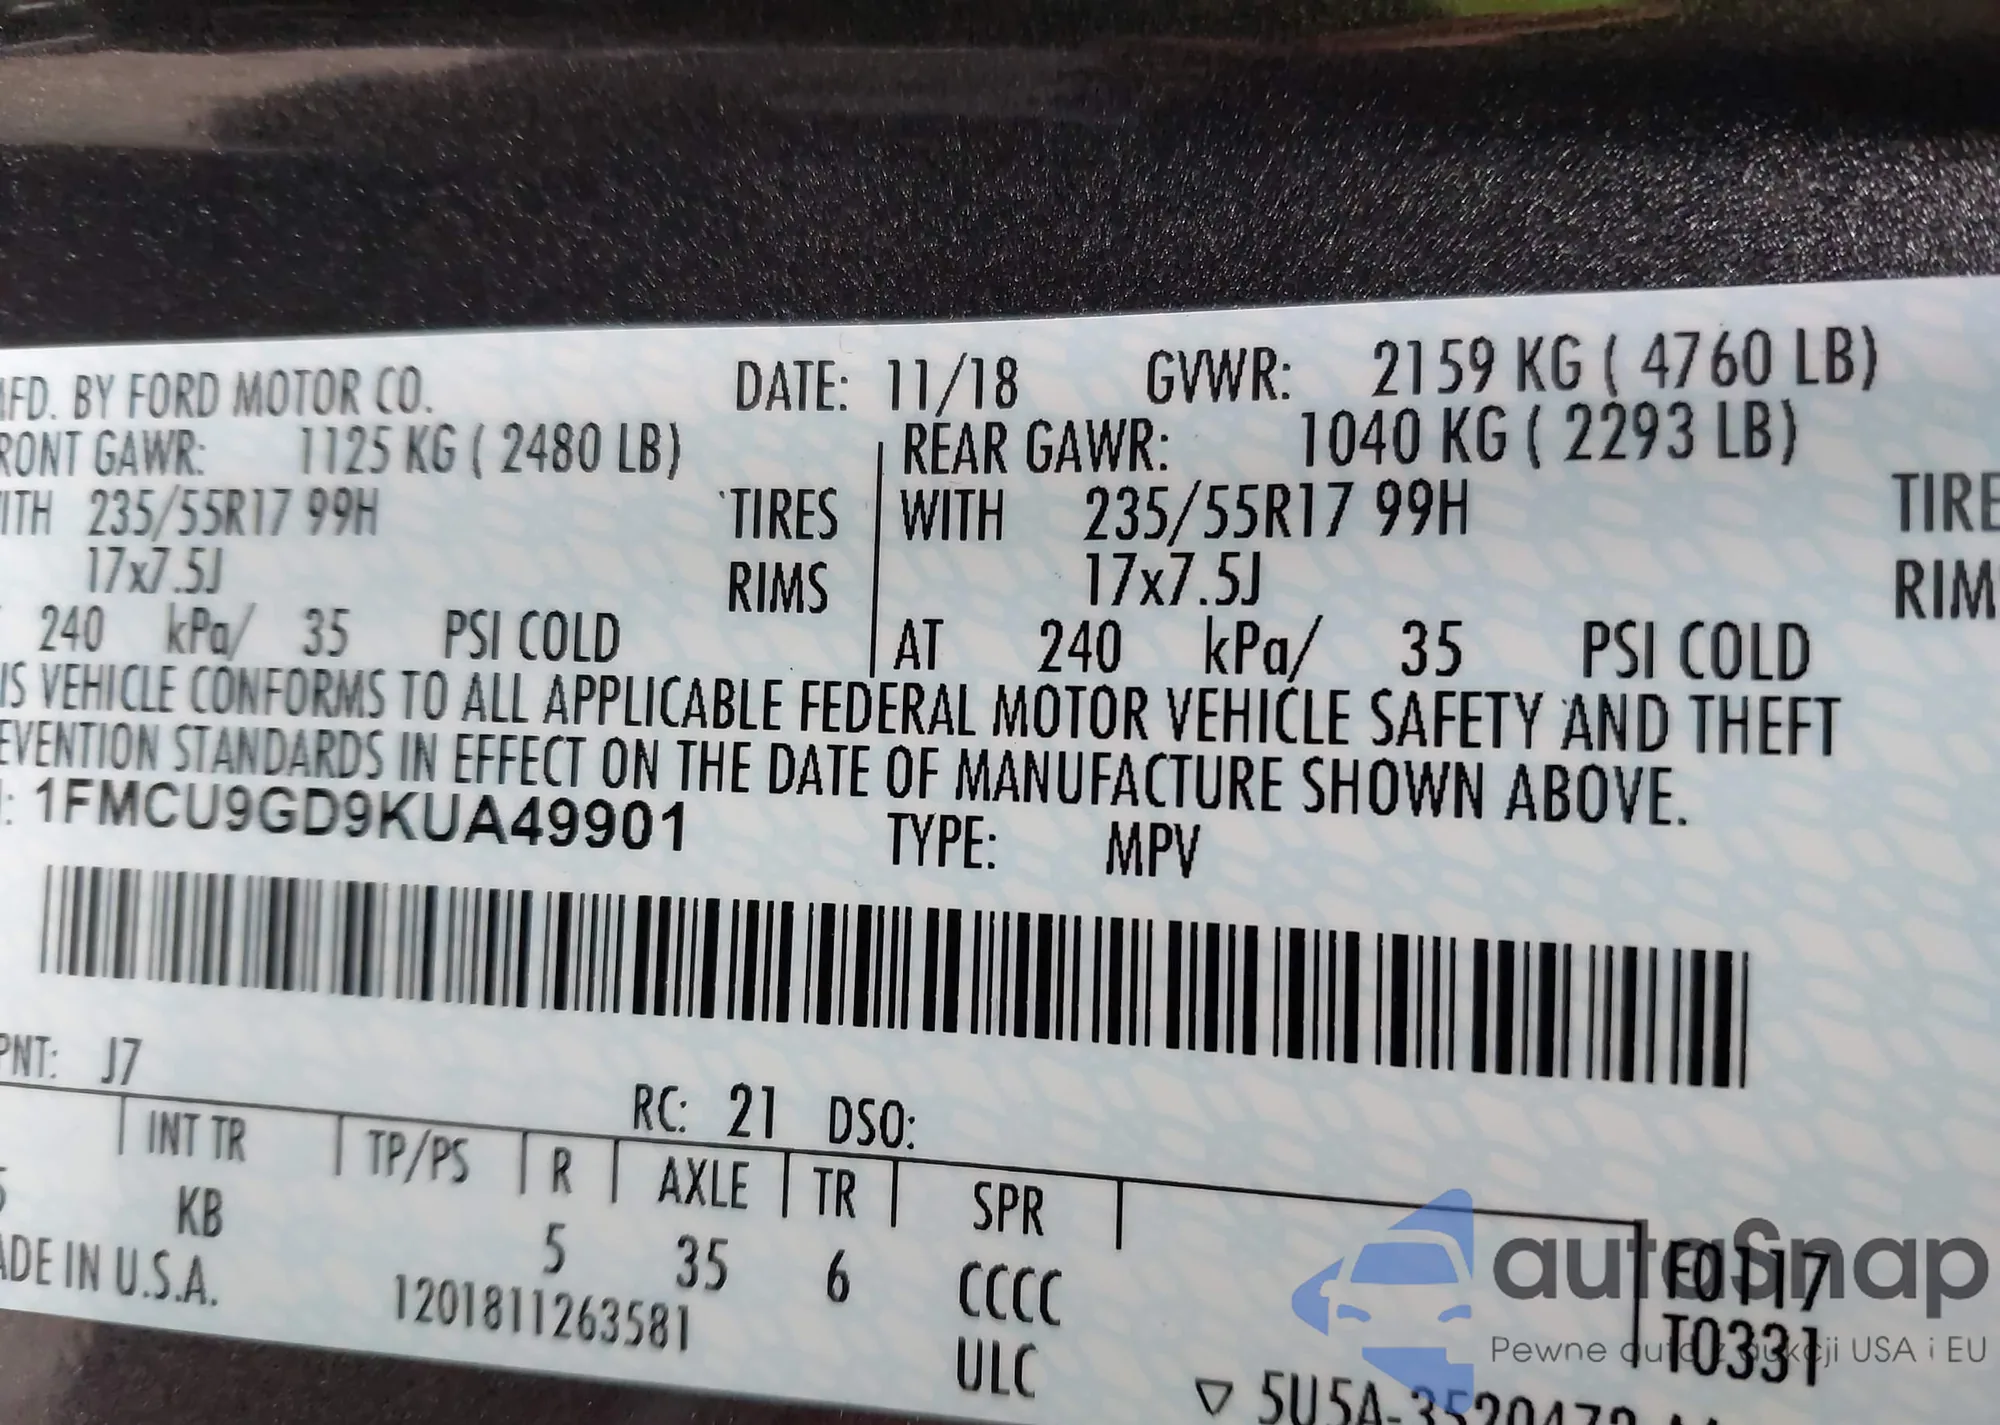 MFD. BY FORD MOTOR CO. DATE: 11/18 GVWR: 2159 KG ( 4760 LB)
RONT GAWR: 1125 KG ( 2480 LB) REAR GAWR: 1040 KG ( 2293 LB)
ITH 235/55R17 99H TIRES WITH 235/55R17 99H TIRE
17x7.5J RIMS 17x7.5J RIM
240 kPa/ 35 PSI COLD AT 240 kPa/ 35 PSI COLD
IS VEHICLE CONFORMS TO ALL APPLICABLE FEDERAL MOTOR VEHICLE SAFETY AND THEFT
EVENTION STANDARDS IN EFFECT ON THE DATE OF MANUFACTURE SHOWN ABOVE.
: 1FMCU9GD9KUA49901 TYPE: MPV
PNT: J7
RC: 21 DSO:
INT TR TP/PS R AXLE TR SPR
KB 5 35 6 CCCC
ADE IN U.S.A. 1201811263581 ULC
F0117
T0331
▽ 5U5A-3520472
autoSnap
Pewne auta z aukcji USA i EU